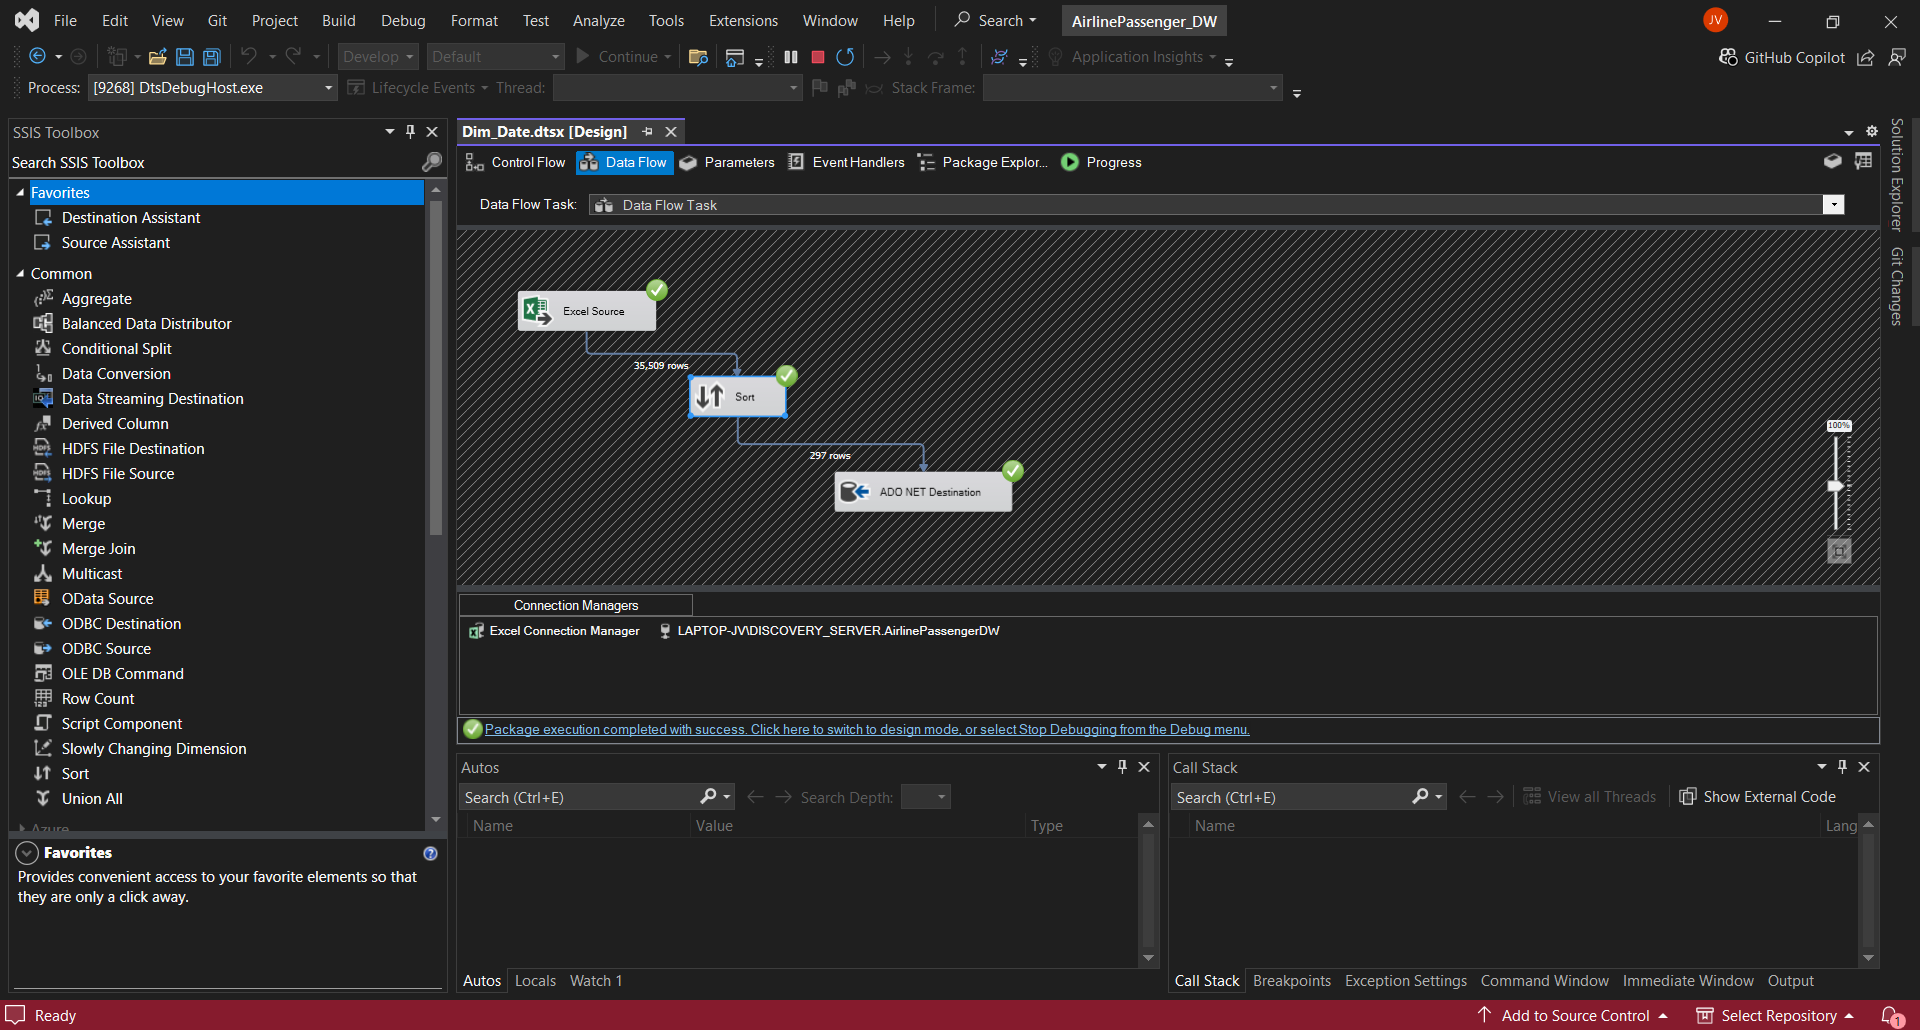 File Edit View Git Project Build Debug Format Test Analyze Tools Extensions Window Help Search AirlinePassenger_DW JV
Develop Default Continue Application Insights GitHub Copilot
Process: [9268] DtsDebugHost.exe Lifecycle Events Thread: Stack Frame:
SSIS Toolbox
Search SSIS Toolbox
Favorites
Destination Assistant
Source Assistant
Common
Aggregate
Balanced Data Distributor
Conditional Split
Data Conversion
Data Streaming Destination
Derived Column
HDFS File Destination
HDFS File Source
Lookup
Merge
Merge Join
Multicast
OData Source
ODBC Destination
ODBC Source
OLE DB Command
Row Count
Script Component
Slowly Changing Dimension
Sort
Union All
Azure
Favorites
Provides convenient access to your favorite elements so that
they are only a click away.
Dim_Date.dtsx [Design]
Control Flow Data Flow Parameters Event Handlers Package Explor... Progress
Data Flow Task: Data Flow Task
Excel Source
35,509 rows
Sort
297 rows
ADO NET Destination
100%
Connection Managers
Excel Connection Manager LAPTOP-JV\DISCOVERY_SERVER.AirlinePassengerDW
Package execution completed with success. Click here to switch to design mode, or select Stop Debugging from the Debug menu.
Autos
Search (Ctrl+E) Search Depth:
Name Value Type
Autos Locals Watch 1
Call Stack
Search (Ctrl+E) View all Threads Show External Code
Name Lang
Call Stack Breakpoints Exception Settings Command Window Immediate Window Output
Solution Explorer
Git Changes
Ready Add to Source Control Select Repository 1